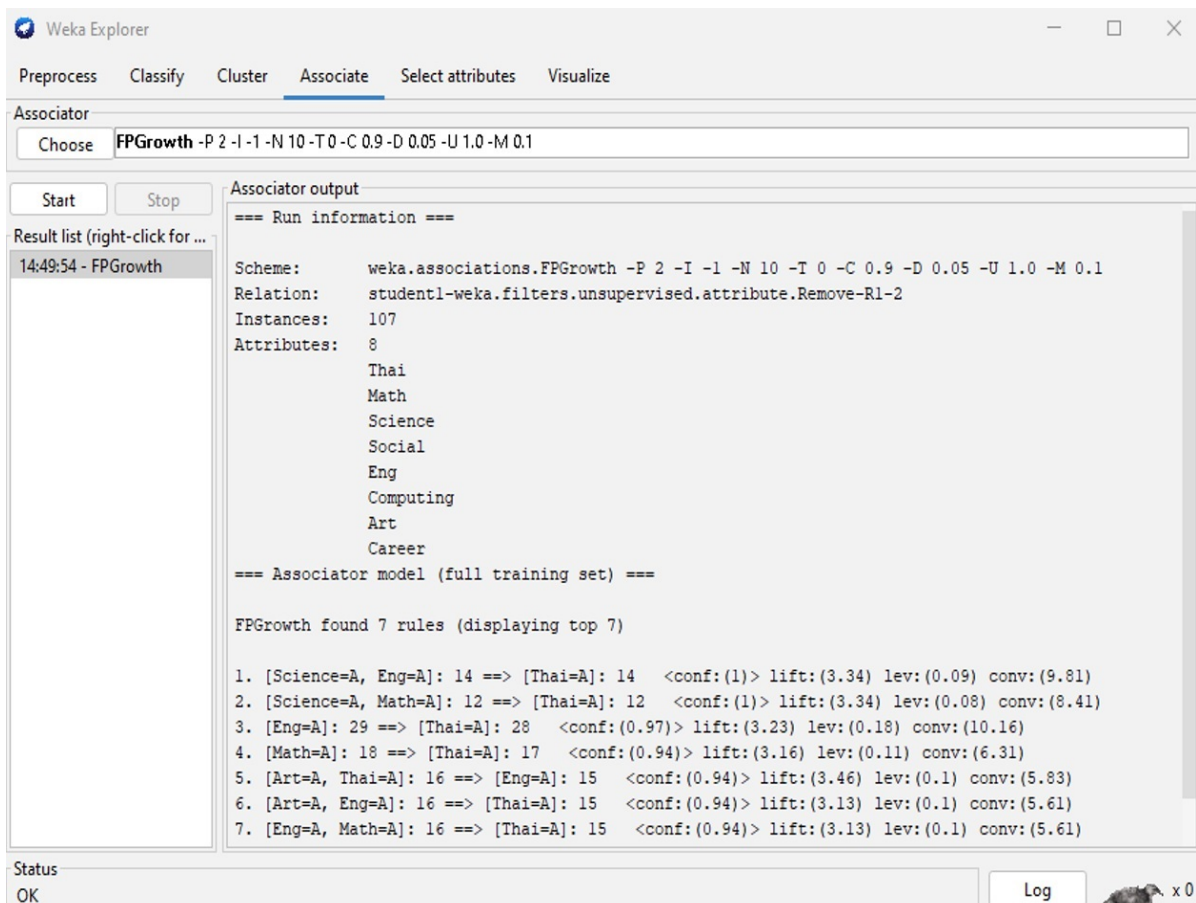 Weka Explorer
Preprocess Classify Cluster Associate Select attributes Visualize
Associator
Choose FPGrowth -P 2 -I -1 -N 10 -T 0 -C 0.9 -D 0.05 -U 1.0 -M 0.1
Start Stop
Result list (right-click for ...
14:49:54 - FPGrowth
Associator output
=== Run information ===
Scheme: weka.associations.FPGrowth -P 2 -I -1 -N 10 -T 0 -C 0.9 -D 0.05 -U 1.0 -M 0.1
Relation: student1-weka.filters.unsupervised.attribute.Remove-R1-2
Instances: 107
Attributes: 8
Thai
Math
Science
Social
Eng
Computing
Art
Career
=== Associator model (full training set) ===
FPGrowth found 7 rules (displaying top 7)
1. [Science=A, Eng=A]: 14 ==> [Thai=A]: 14 <conf:(1)> lift:(3.34) lev:(0.09) conv:(9.81)
2. [Science=A, Math=A]: 12 ==> [Thai=A]: 12 <conf:(1)> lift:(3.34) lev:(0.08) conv:(8.41)
3. [Eng=A]: 29 ==> [Thai=A]: 28 <conf:(0.97)> lift:(3.23) lev:(0.18) conv:(10.16)
4. [Math=A]: 18 ==> [Thai=A]: 17 <conf:(0.94)> lift:(3.16) lev:(0.11) conv:(6.31)
5. [Art=A, Thai=A]: 16 ==> [Eng=A]: 15 <conf:(0.94)> lift:(3.46) lev:(0.1) conv:(5.83)
6. [Art=A, Eng=A]: 16 ==> [Thai=A]: 15 <conf:(0.94)> lift:(3.13) lev:(0.1) conv:(5.61)
7. [Eng=A, Math=A]: 16 ==> [Thai=A]: 15 <conf:(0.94)> lift:(3.13) lev:(0.1) conv:(5.61)
Status
OK
Log x 0